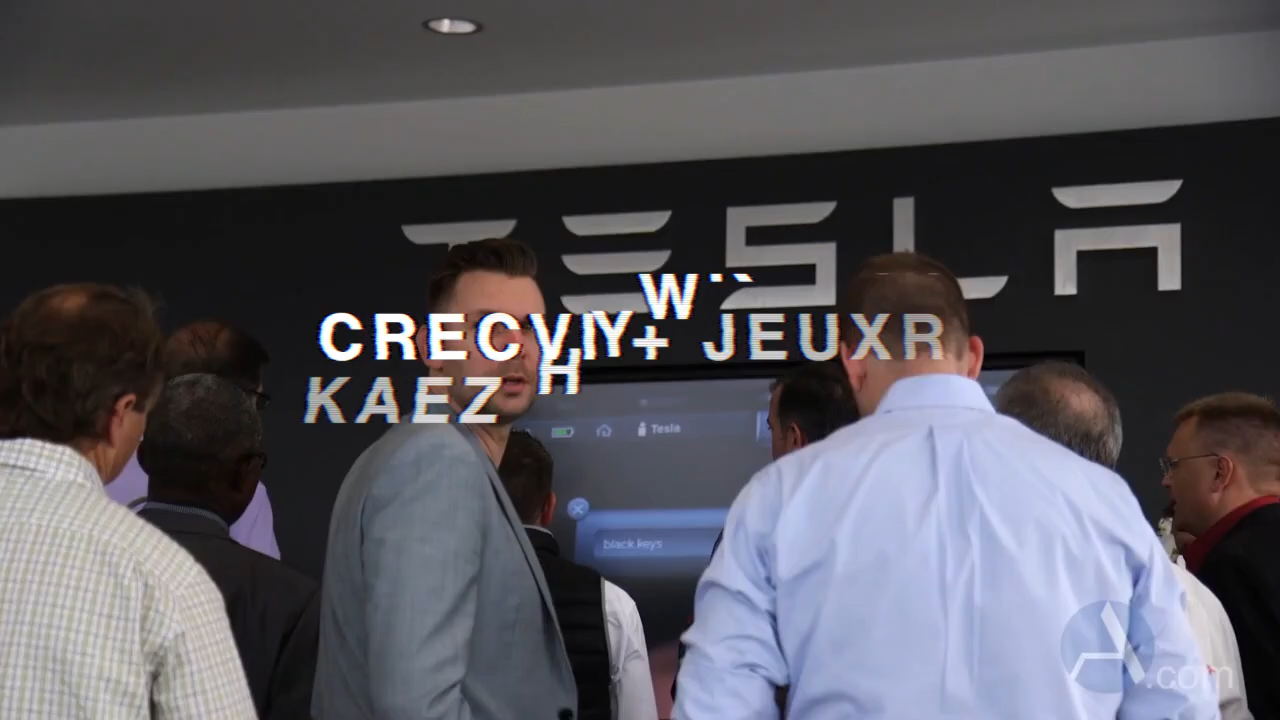 TESLA
W
CRECVIY+ JEUXR
H
KAEZ
Tesla
black keys
.com